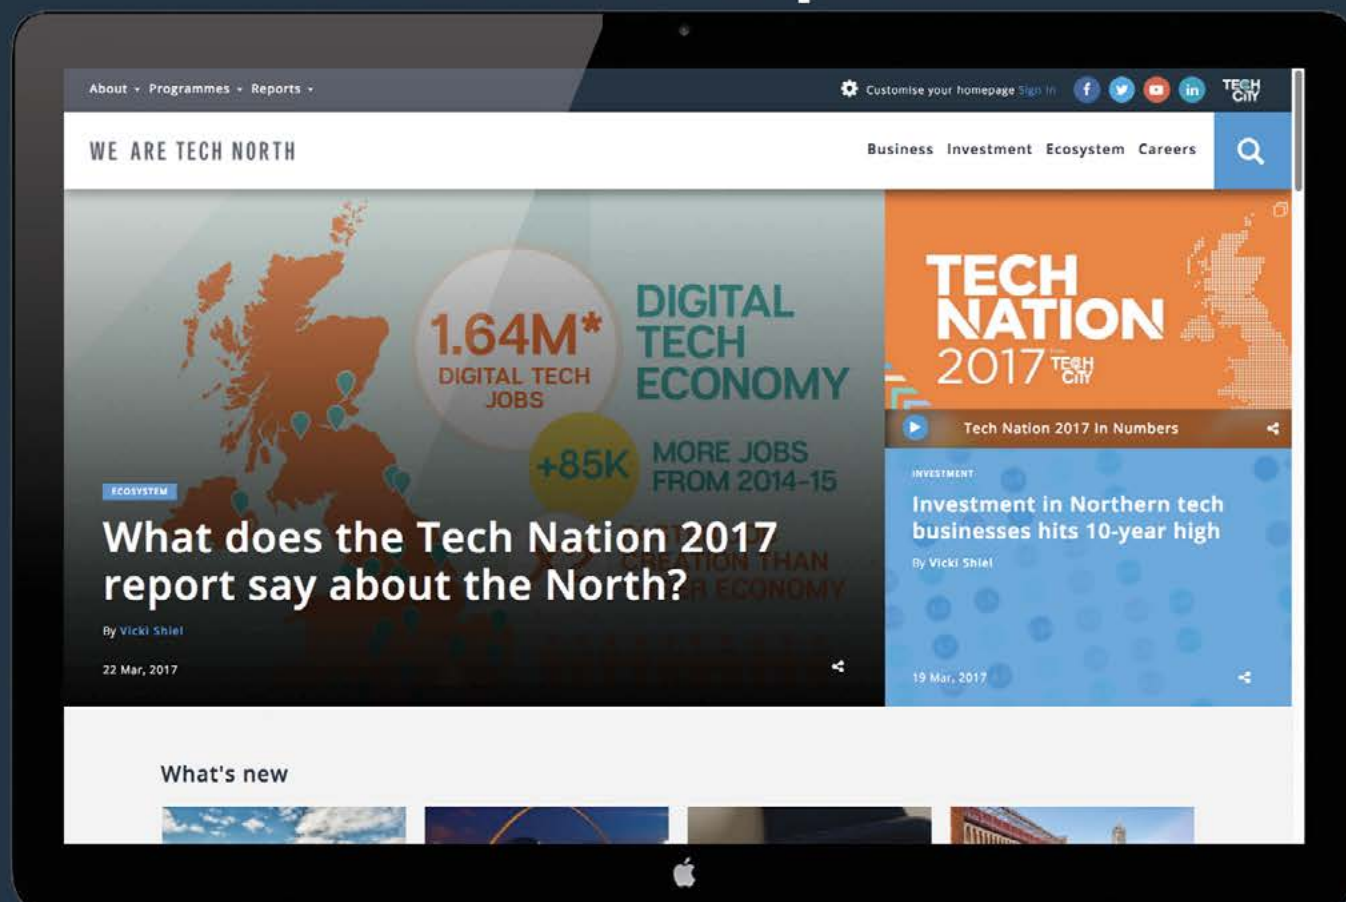 About Programmes Reports
Customise your homepage Sign In
f in
TECH
CITY
WE ARE TECH NORTH
Business Investment Ecosystem Careers
1.64M*
DIGITAL TECH
JOBS
DIGITAL
TECH
ECONOMY
+85K
MORE JOBS
FROM 2014-15
CREATION THAN
ECONOMY
ECOSYSTEM
What does the Tech Nation 2017
report say about the North?
By Vicki Shiel
22 Mar, 2017
TECH
NATION
2017 TECH
CITY
Tech Nation 2017 In Numbers
INVESTMENT
Investment in Northern tech
businesses hits 10-year high
By Vicki Shiel
19 Mar, 2017
What's new